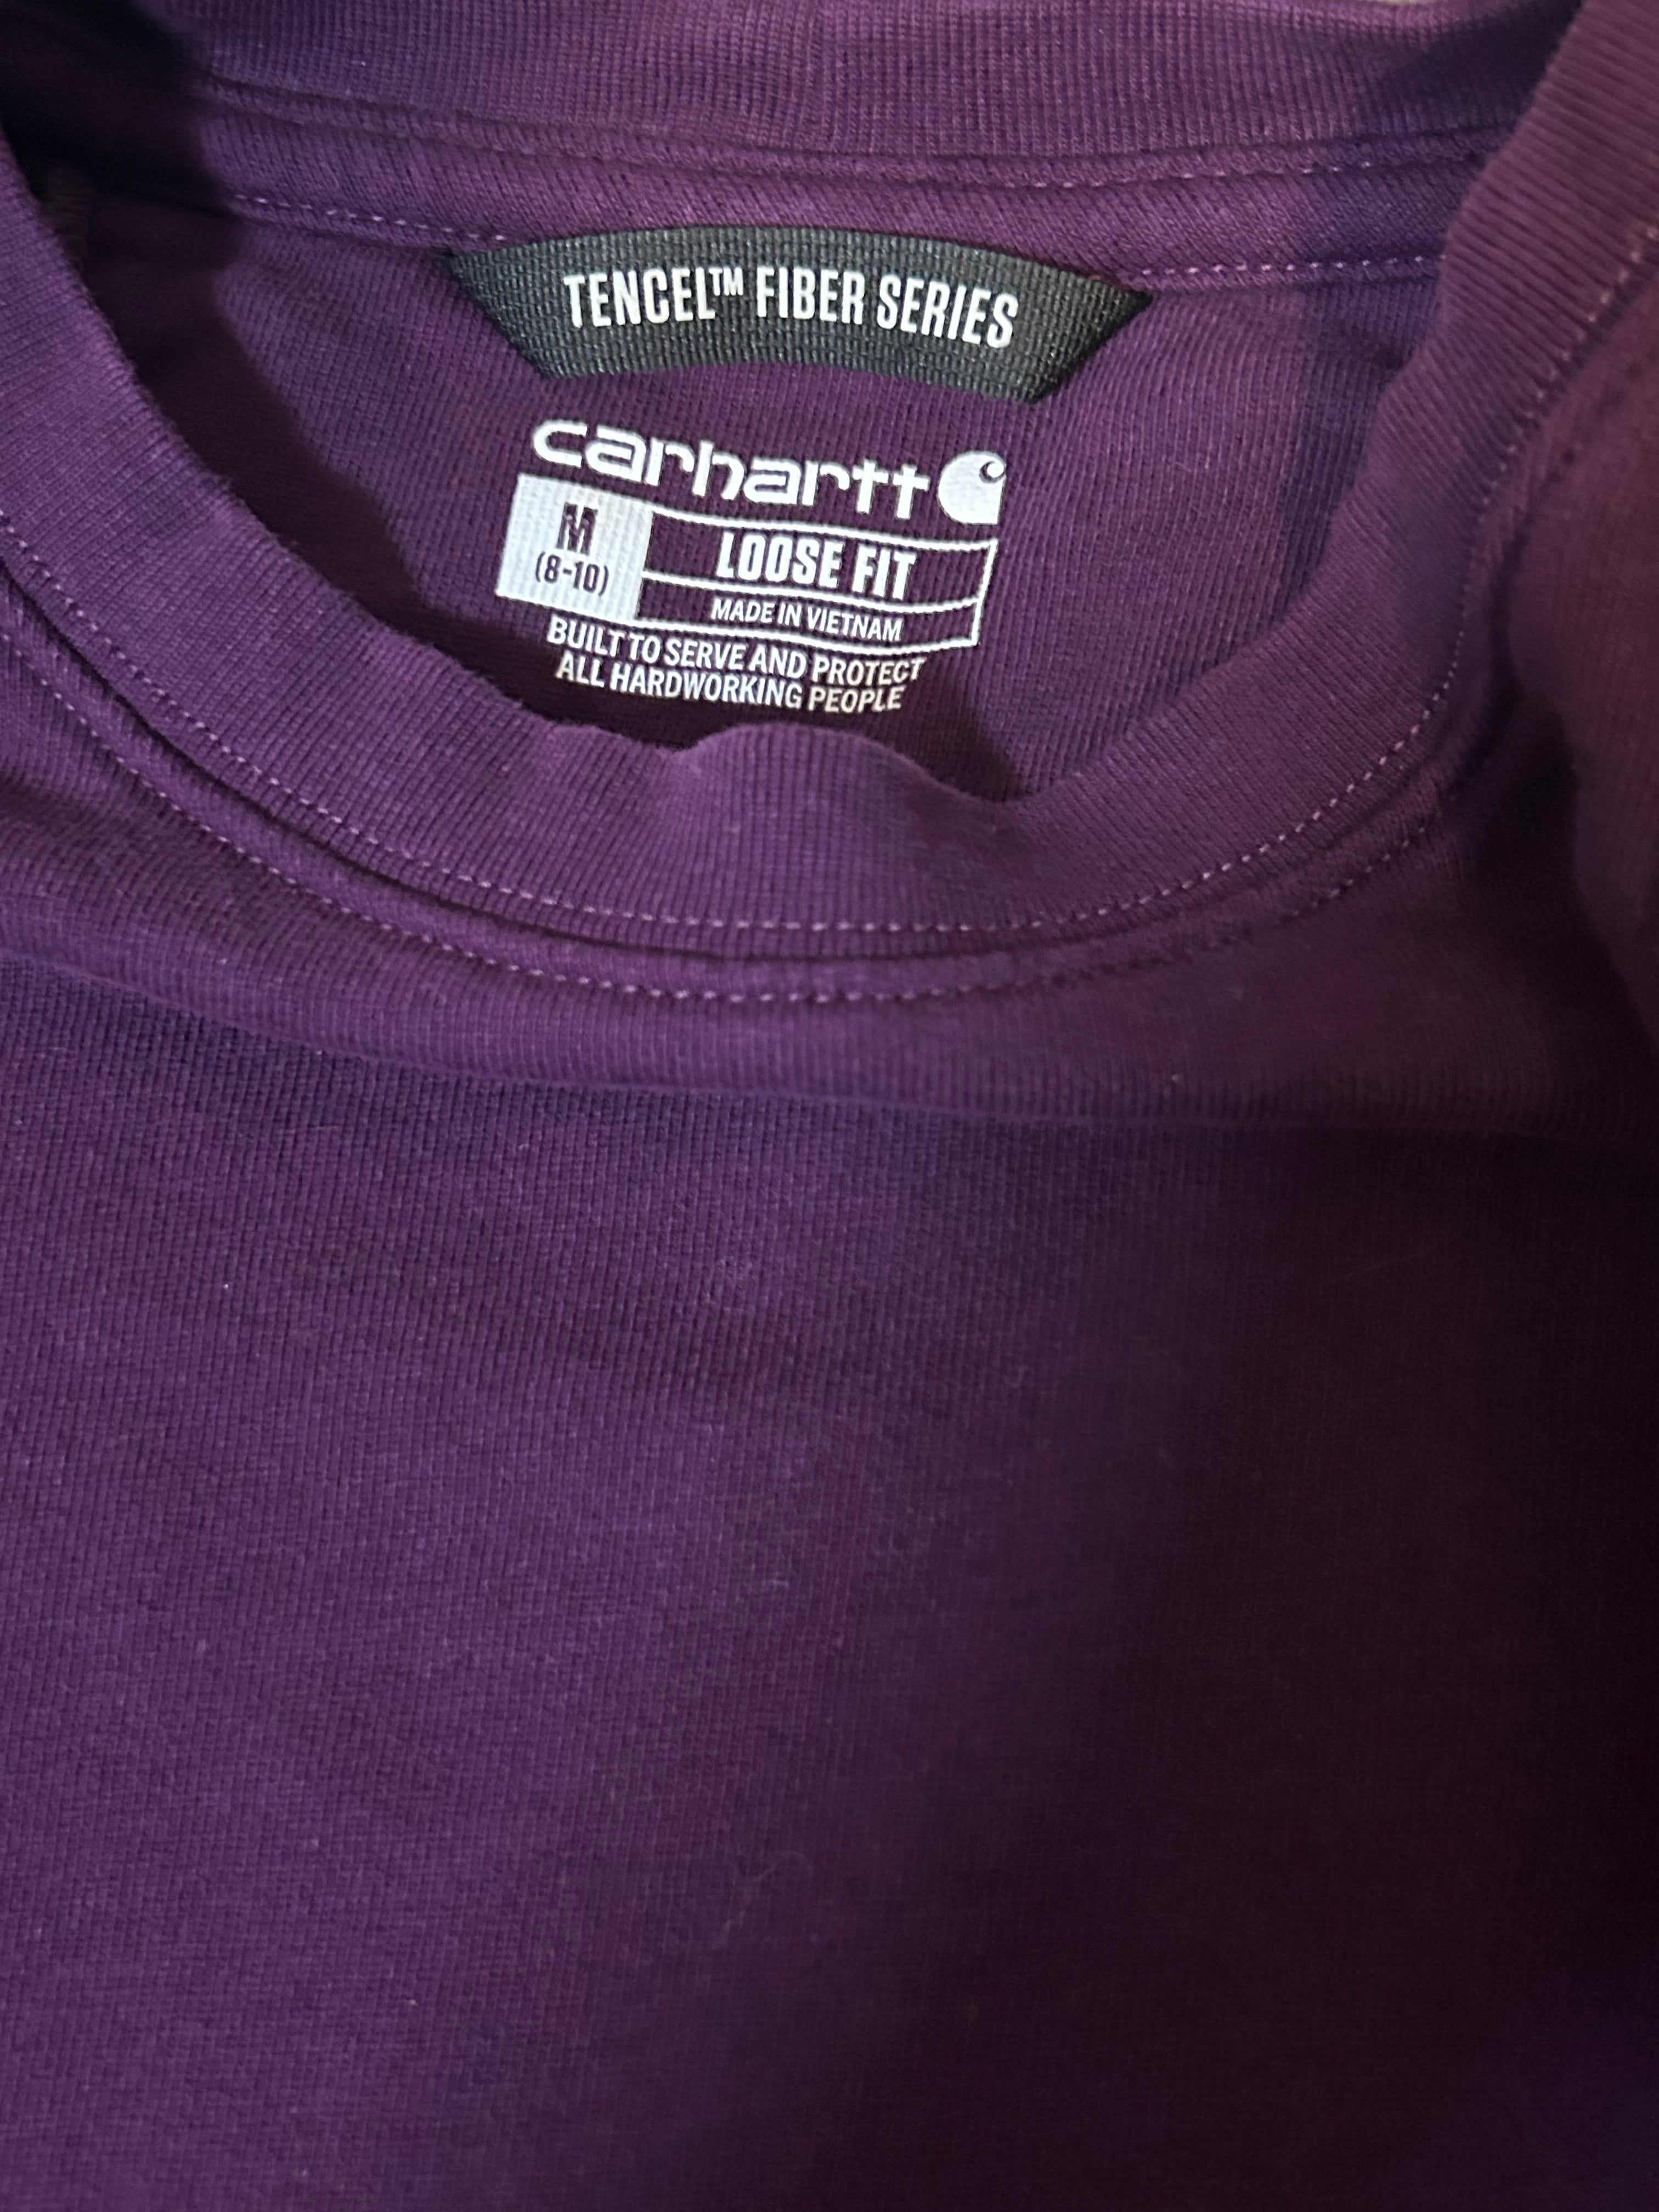 TENCEL™ FIBER SERIES
carhartt
M
(8-10)
LOOSE FIT
MADE IN VIETNAM
BUILT TO SERVE AND PROTECT
ALL HARDWORKING PEOPLE